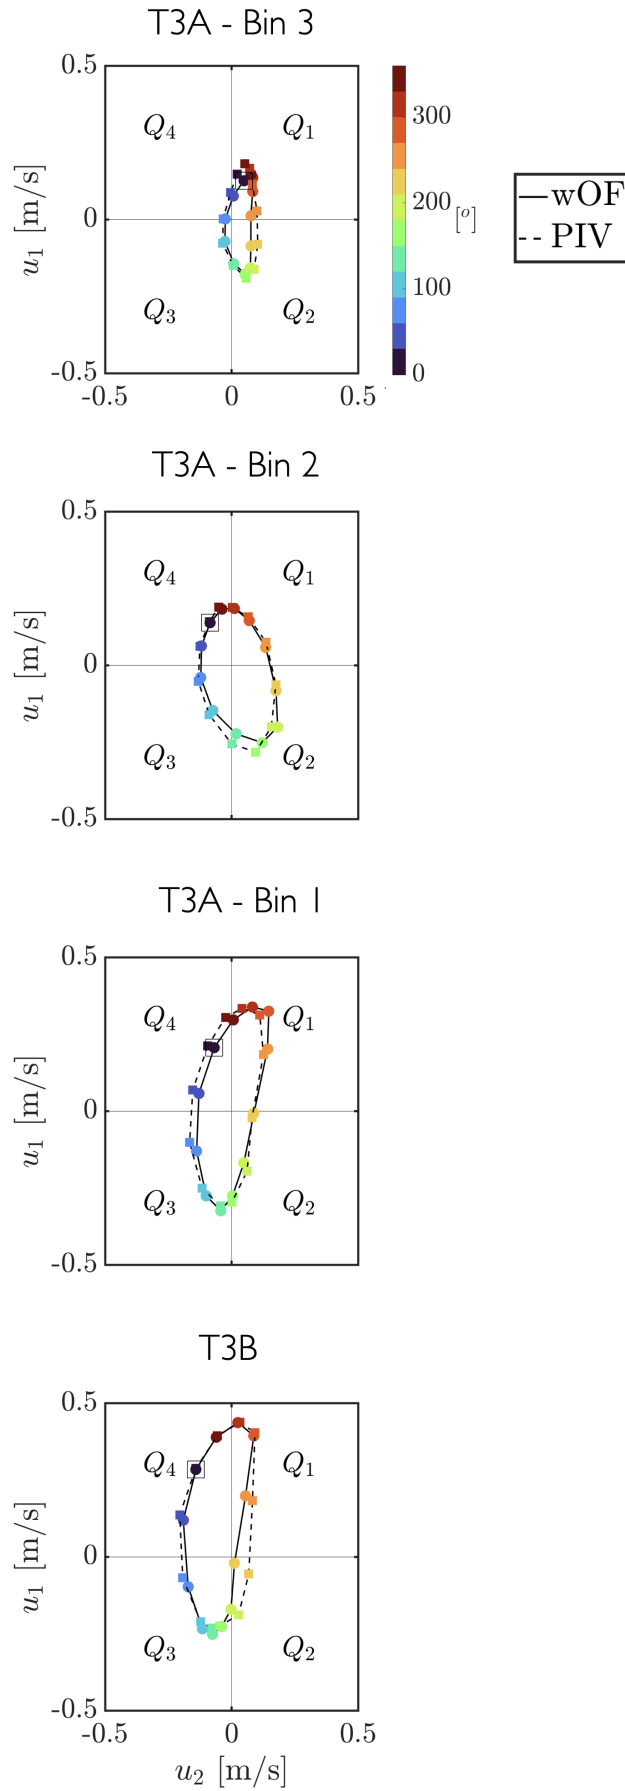 T3A - Bin 3
0.5
Q₄ Q₁
u₁ [m/s]
0
Q₃ Q₂
-0.5
-0.5 0 0.5
300
200
[°]
100
0
wOF
PIV
T3A - Bin 2
0.5
Q₄ Q₁
u₁ [m/s]
0
Q₃ Q₂
-0.5
T3A - Bin 1
0.5
Q₄ Q₁
u₁ [m/s]
0
Q₃ Q₂
-0.5
T3B
0.5
Q₄ Q₁
u₁ [m/s]
0
Q₃ Q₂
-0.5
-0.5 0 0.5
u₂ [m/s]